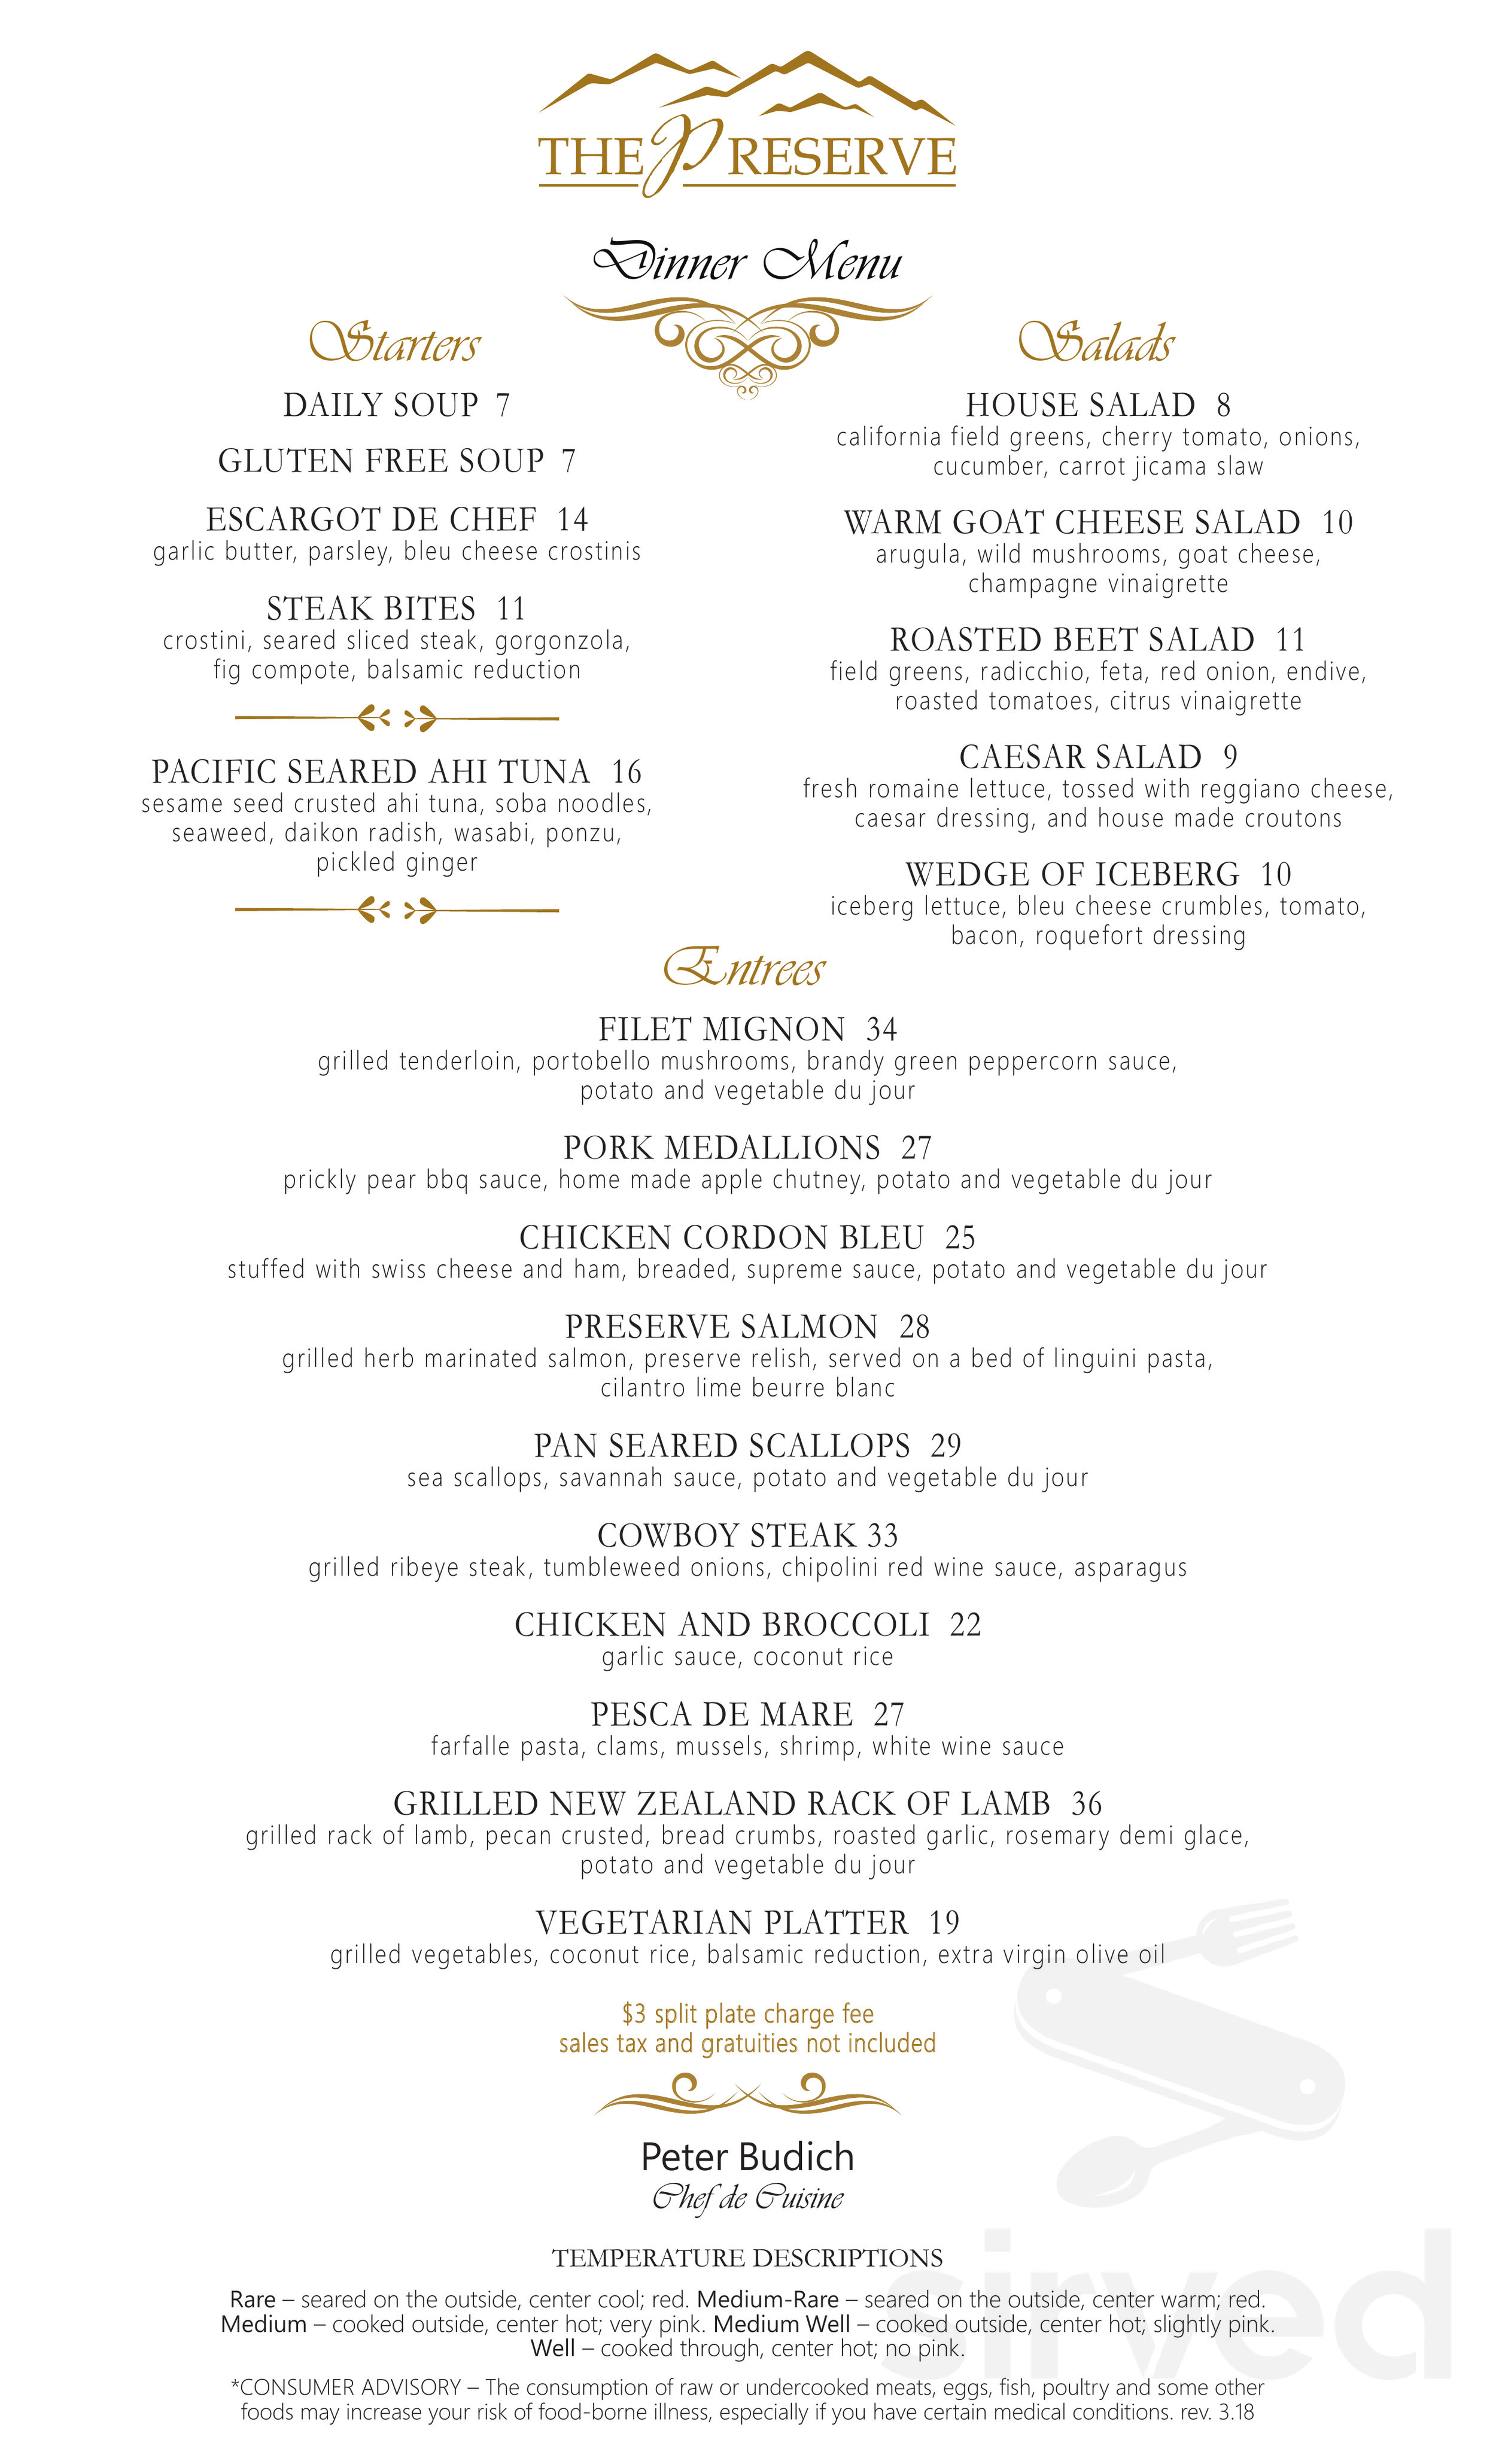 THE PRESERVE
Dinner Menu
Starters
DAILY SOUP 7
GLUTEN FREE SOUP 7
ESCARGOT DE CHEF 14
garlic butter, parsley, bleu cheese crostinis
STEAK BITES 11
crostini, seared sliced steak, gorgonzola,
fig compote, balsamic reduction
PACIFIC SEARED AHI TUNA 16
sesame seed crusted ahi tuna, soba noodles,
seaweed, daikon radish, wasabi, ponzu,
pickled ginger
Salads
HOUSE SALAD 8
california field greens, cherry tomato, onions,
cucumber, carrot jicama slaw
WARM GOAT CHEESE SALAD 10
arugula, wild mushrooms, goat cheese,
champagne vinaigrette
ROASTED BEET SALAD 11
field greens, radicchio, feta, red onion, endive,
roasted tomatoes, citrus vinaigrette
CAESAR SALAD 9
fresh romaine lettuce, tossed with reggiano cheese,
caesar dressing, and house made croutons
WEDGE OF ICEBERG 10
iceberg lettuce, bleu cheese crumbles, tomato,
bacon, roquefort dressing
Entrees
FILET MIGNON 34
grilled tenderloin, portobello mushrooms, brandy green peppercorn sauce,
potato and vegetable du jour
PORK MEDALLIONS 27
prickly pear bbq sauce, home made apple chutney, potato and vegetable du jour
CHICKEN CORDON BLEU 25
stuffed with swiss cheese and ham, breaded, supreme sauce, potato and vegetable du jour
PRESERVE SALMON 28
grilled herb marinated salmon, preserve relish, served on a bed of linguini pasta,
cilantro lime beurre blanc
PAN SEARED SCALLOPS 29
sea scallops, savannah sauce, potato and vegetable du jour
COWBOY STEAK 33
grilled ribeye steak, tumbleweed onions, chipolini red wine sauce, asparagus
CHICKEN AND BROCCOLI 22
garlic sauce, coconut rice
PESCA DE MARE 27
farfalle pasta, clams, mussels, shrimp, white wine sauce
GRILLED NEW ZEALAND RACK OF LAMB 36
grilled rack of lamb, pecan crusted, bread crumbs, roasted garlic, rosemary demi glace,
potato and vegetable du jour
VEGETARIAN PLATTER 19
grilled vegetables, coconut rice, balsamic reduction, extra virgin olive oil
$3 split plate charge fee
sales tax and gratuities not included
Peter Budich
Chef de Cuisine
TEMPERATURE DESCRIPTIONS
Rare – seared on the outside, center cool; red. Medium-Rare – seared on the outside, center warm; red.
Medium – cooked outside, center hot; very pink. Medium Well – cooked outside, center hot; slightly pink.
Well – cooked through, center hot; no pink.
*CONSUMER ADVISORY – The consumption of raw or undercooked meats, eggs, fish, poultry and some other
foods may increase your risk of food-borne illness, especially if you have certain medical conditions. rev. 3.18
sirved